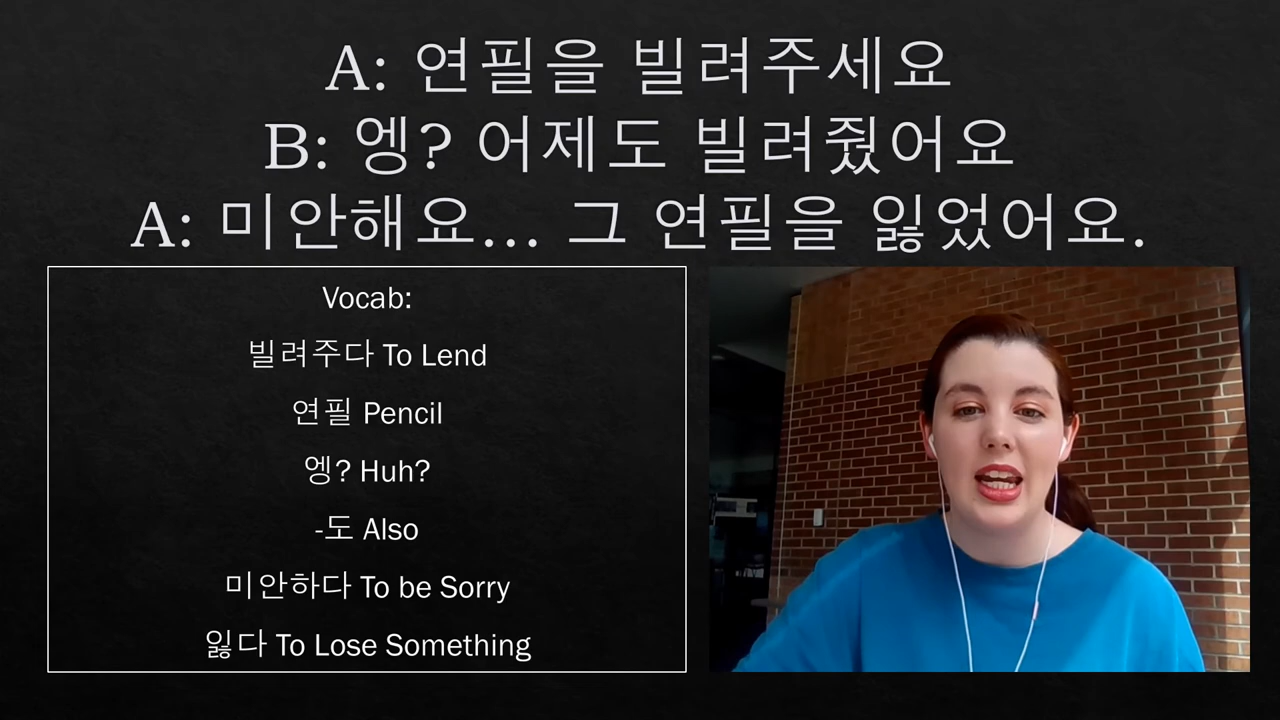 A: 연필을 빌려주세요
B: 엥? 어제도 빌려줬어요
A: 미안해요... 그 연필을 잃었어요.
Vocab:
빌려주다 To Lend
연필 Pencil
엥? Huh?
-도 Also
미안하다 To be Sorry
잃다 To Lose Something